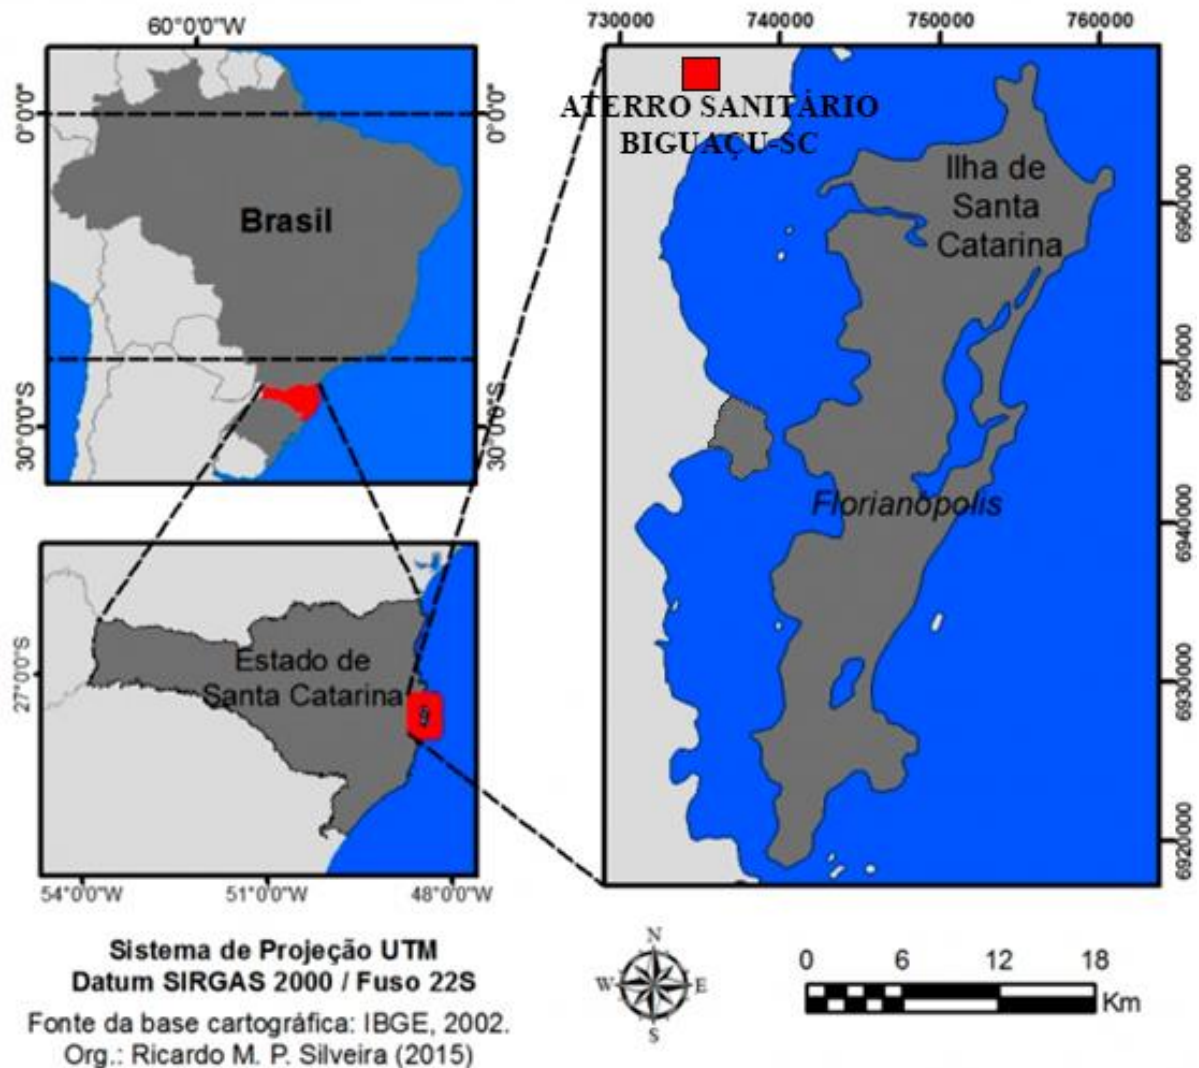 60°0'0"W
0°0'0"
0°0'0"
Brasil
30°0'0"S
30°0'0"S
730000
740000
750000
760000
ATERRO SANITÁRIO
BIGUAÇU-SC
Ilha de
Santa
Catarina
Florianópolis
6960000
6950000
6940000
6930000
6920000
27°0'0"S
Estado de
Santa Catarina
54°0'0"W
51°0'0"W
48°0'0"W
Sistema de Projeção UTM
Datum SIRGAS 2000 / Fuso 22S
Fonte da base cartográfica: IBGE, 2002.
Org.: Ricardo M. P. Silveira (2015)
N
W
E
S
0
6
12
18
Km